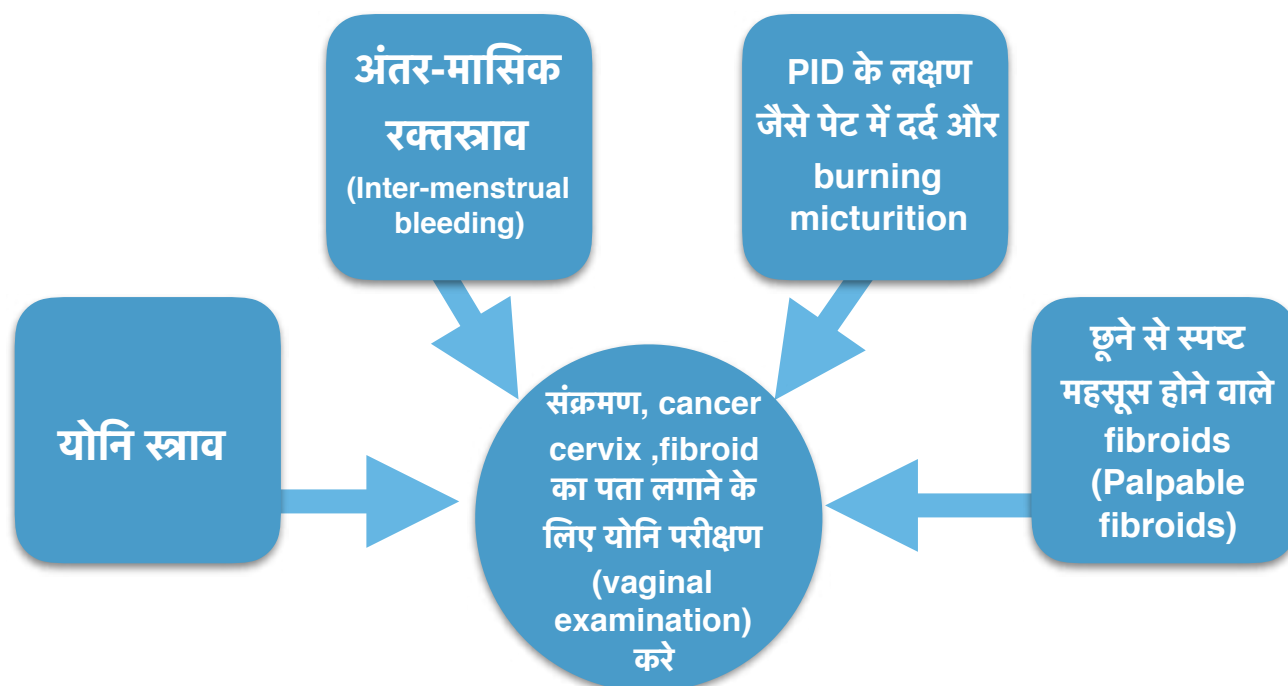 अंतर-मासिक
रक्तस्त्राव
(Inter-menstrual
bleeding)
PID के लक्षण
जैसे पेट में दर्द और
burning
micturition
योनि स्त्राव
छूने से स्पष्ट
महसूस होने वाले
fibroids
(Palpable
fibroids)
संक्रमण, cancer
cervix ,fibroid
का पता लगाने के
लिए योनि परीक्षण
(vaginal
examination)
करे